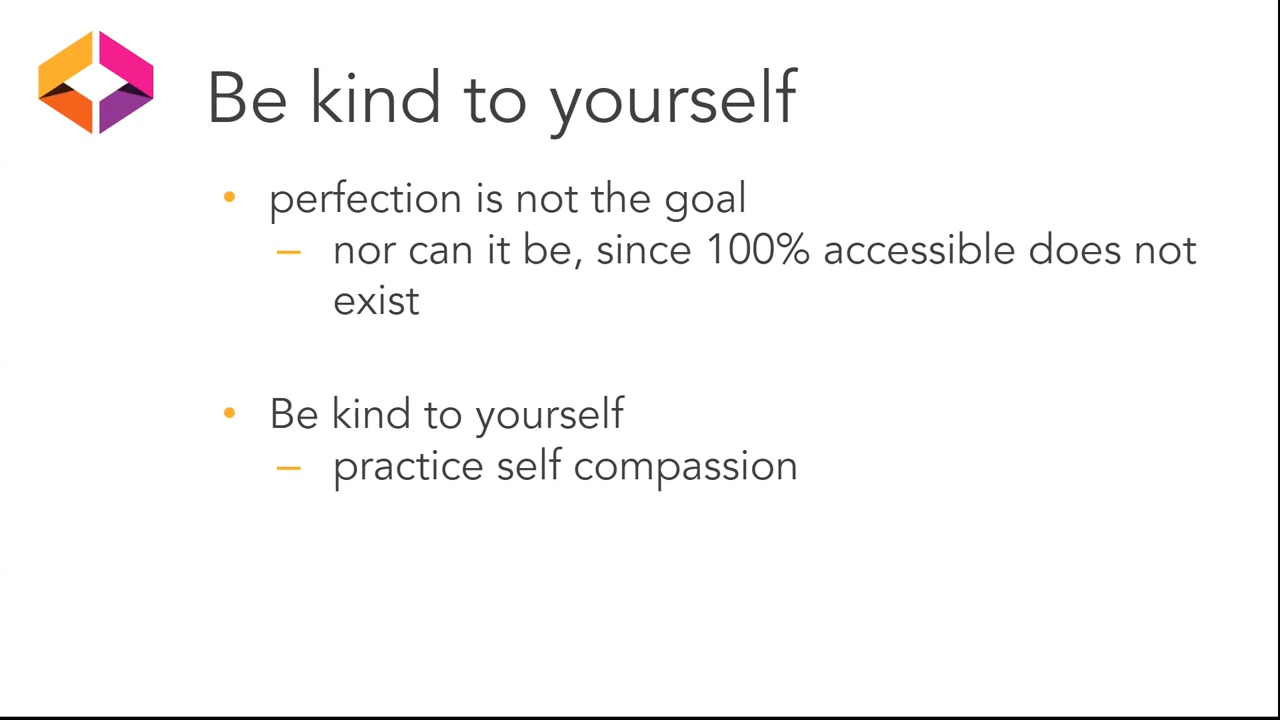 Be kind to yourself
• perfection is not the goal
– nor can it be, since 100% accessible does not
exist
• Be kind to yourself
– practice self compassion